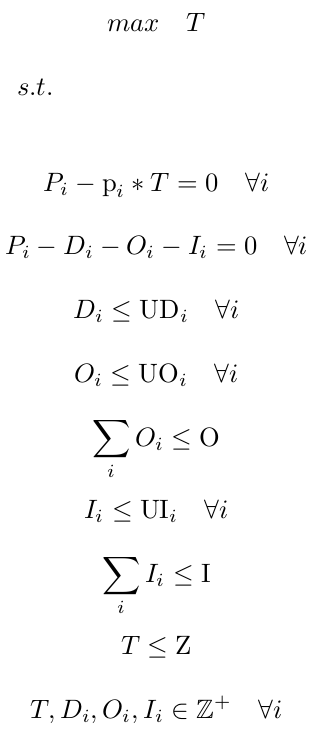 max T
s.t.
P_i − p_i ∗ T = 0 ∀i
P_i − D_i − O_i − I_i = 0 ∀i
D_i ≤ UD_i ∀i
O_i ≤ UO_i ∀i
∑_i O_i ≤ O
I_i ≤ UI_i ∀i
∑_i I_i ≤ I
T ≤ Z
T, D_i, O_i, I_i ∈ ℤ⁺ ∀i